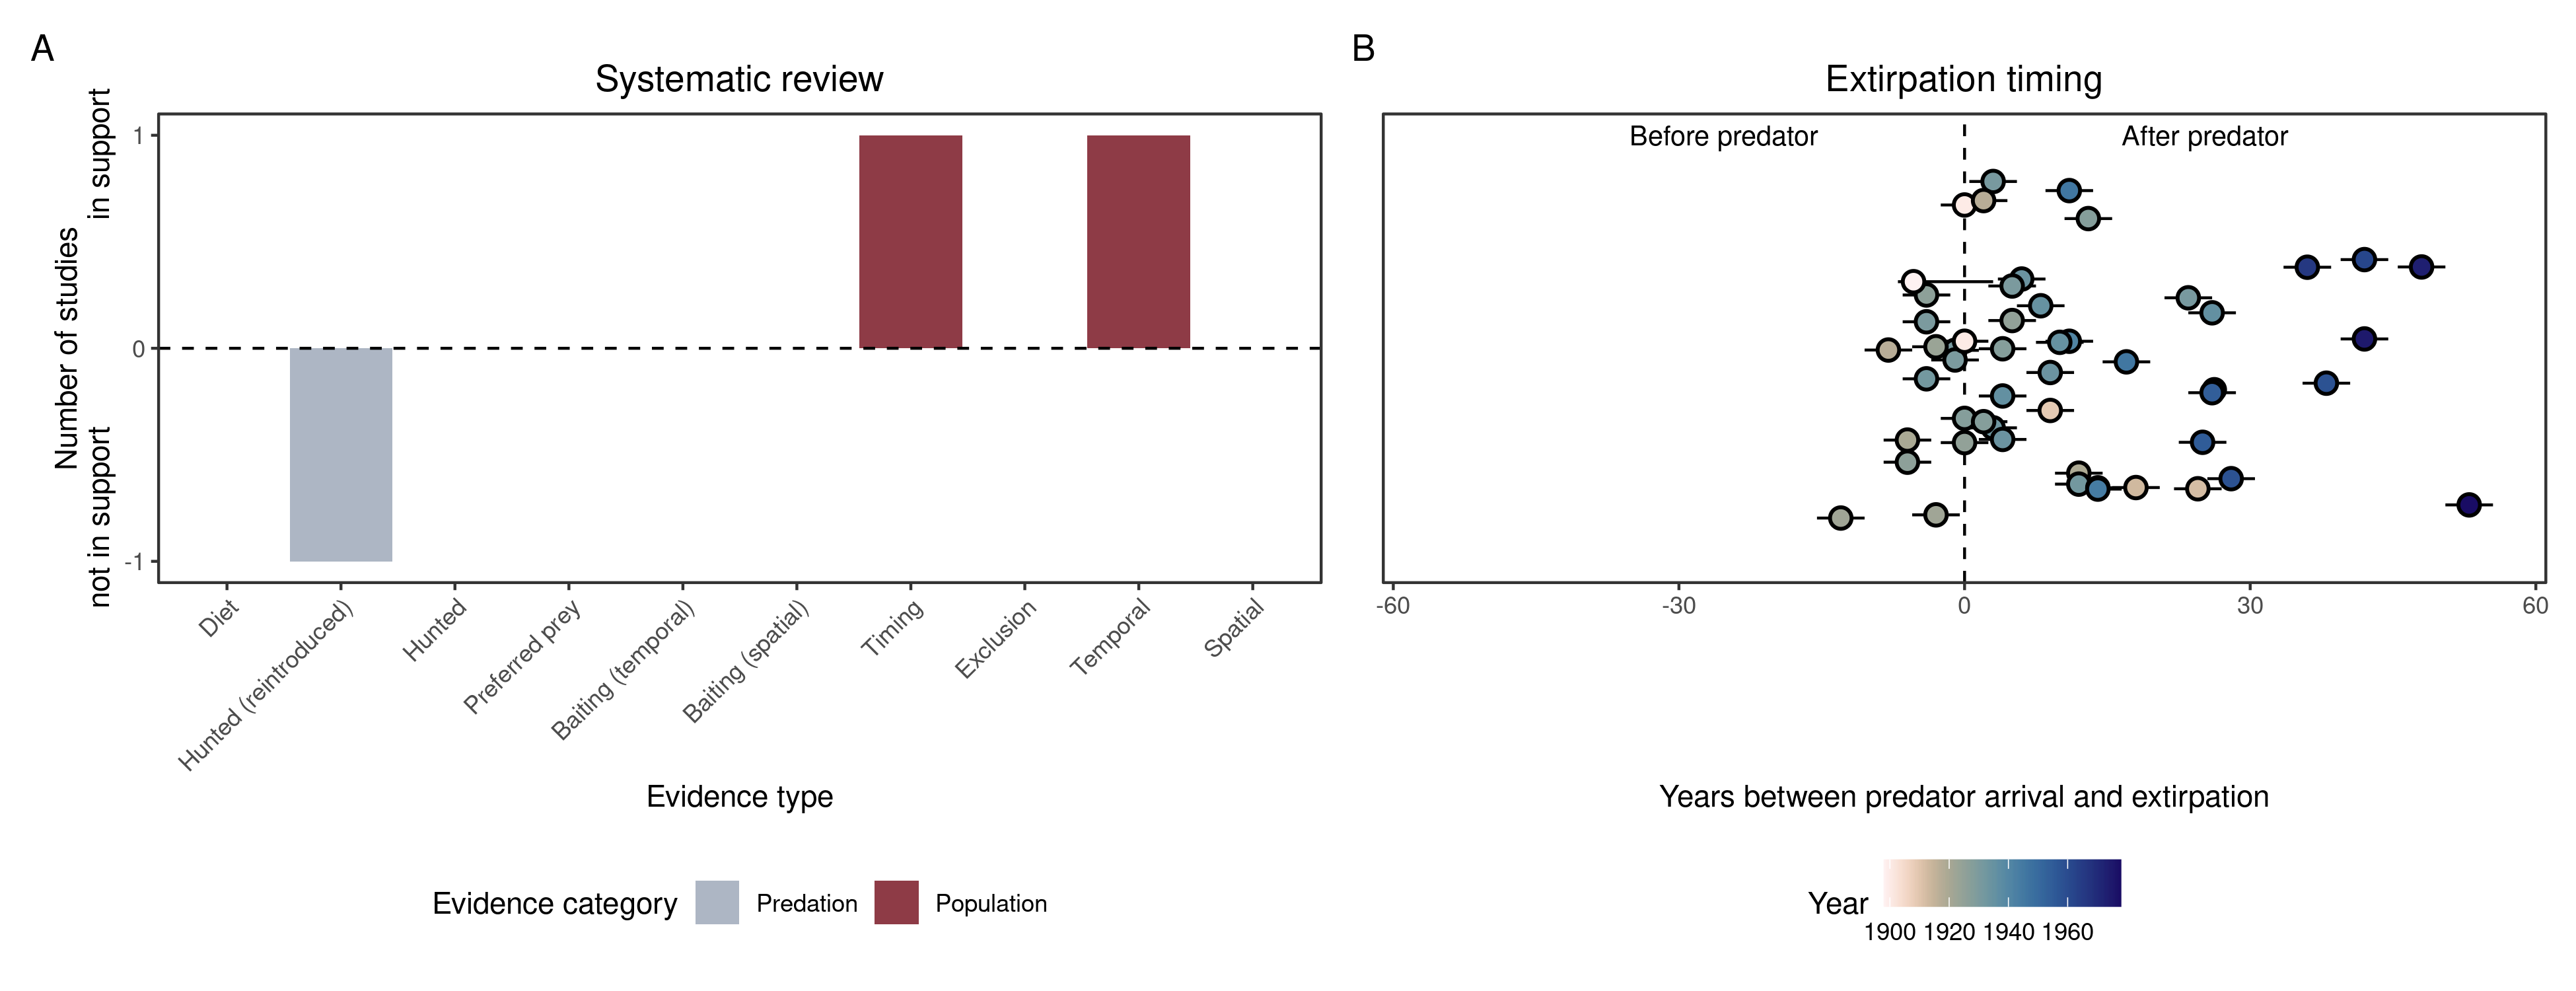 A
Systematic review
Number of studies
not in support
in support
1
0
-1
Diet
Hunted (reintroduced)
Hunted
Preferred prey
Baiting (temporal)
Baiting (spatial)
Timing
Exclusion
Temporal
Spatial
Evidence type
Evidence category
Predation
Population
B
Extirpation timing
Before predator
After predator
-60
-30
0
30
60
Years between predator arrival and extirpation
Year
1900 1920 1940 1960